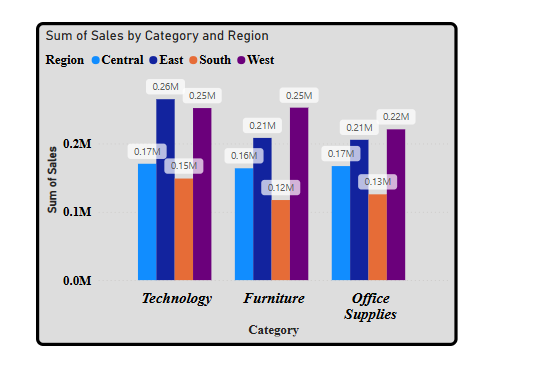 Sum of Sales by Category and Region
Region Central East South West
0.26M
0.25M
0.25M
0.22M
0.21M
0.21M
0.17M
0.16M
0.17M
0.15M
0.12M
0.13M
Sum of Sales
0.2M
0.1M
0.0M
Technology
Furniture
Office
Supplies
Category